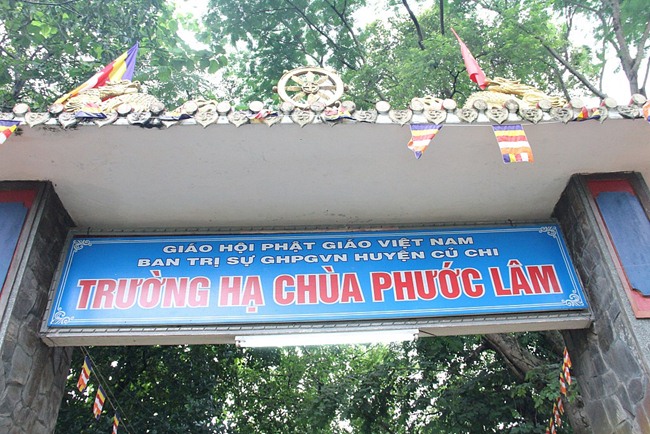 GIÁO HỘI PHẬT GIÁO VIỆT NAM
BAN TRỊ SỰ GHPGVN HUYỆN CỦ CHI
TRƯỜNG HẠ CHÙA PHƯỚC LÂM